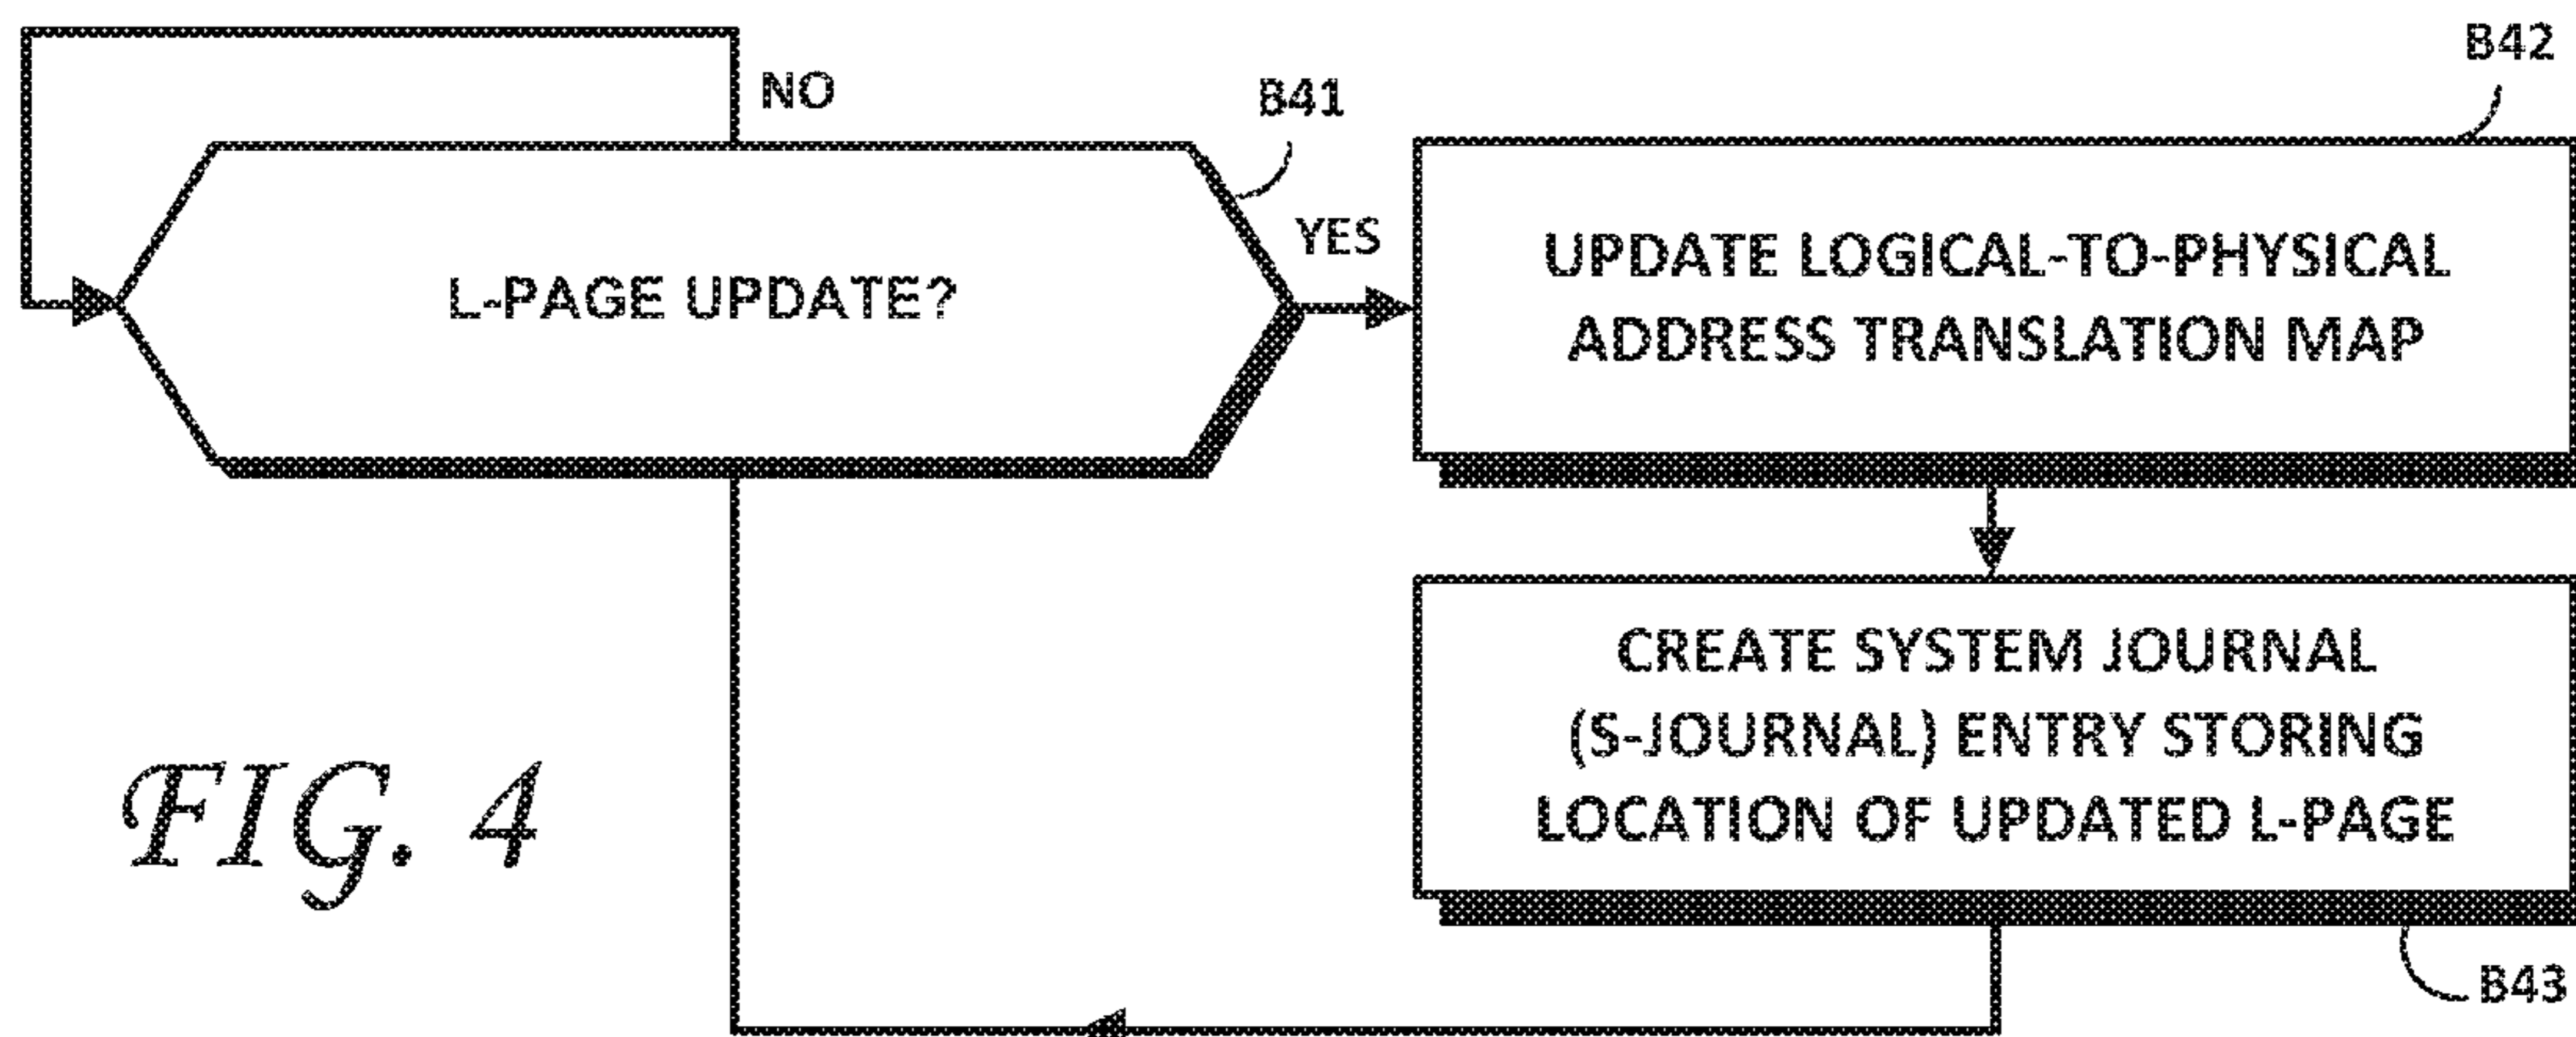 NO
B41
B42
L-PAGE UPDATE?
YES
UPDATE LOGICAL-TO-PHYSICAL
ADDRESS TRANSLATION MAP
CREATE SYSTEM JOURNAL
(S-JOURNAL) ENTRY STORING
LOCATION OF UPDATED L-PAGE
B43
FIG. 4